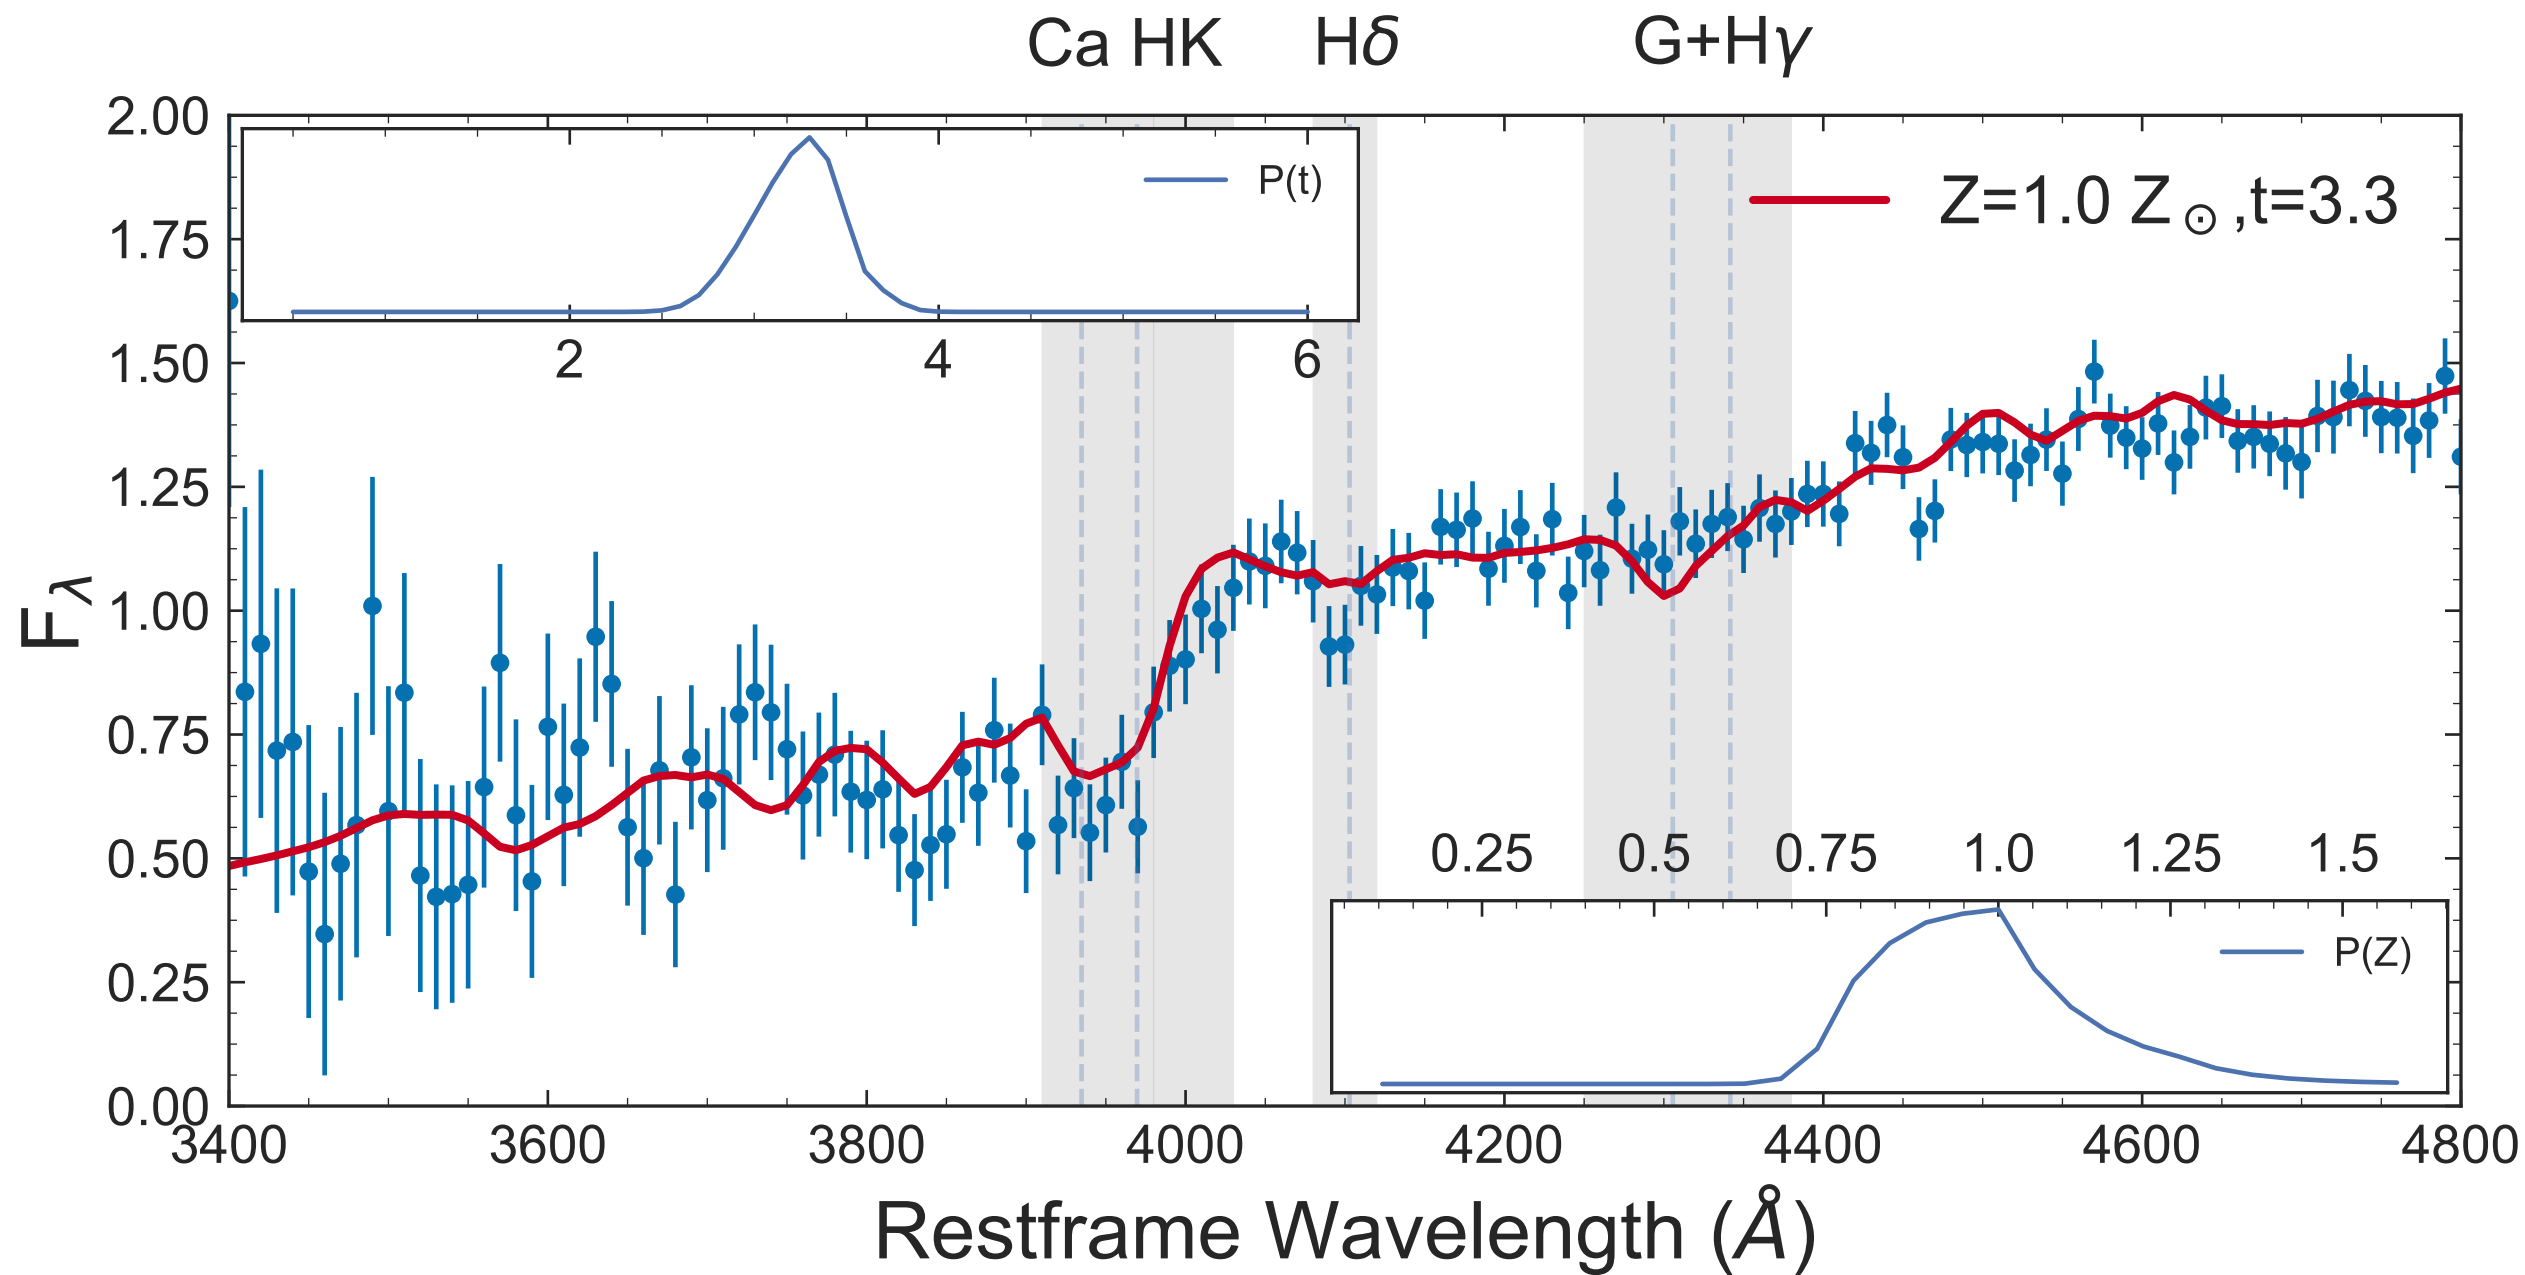 Ca HK Hδ G+Hγ
2.00
1.75
1.50
1.25
1.00
0.75
0.50
0.25
0.00
F λ
P(t)
2 4 6
Z=1.0 Z ⊙ ,t=3.3
0.25 0.5 0.75 1.0 1.25 1.5
P(Z)
3400 3600 3800 4000 4200 4400 4600 4800
Restframe Wavelength (Å)